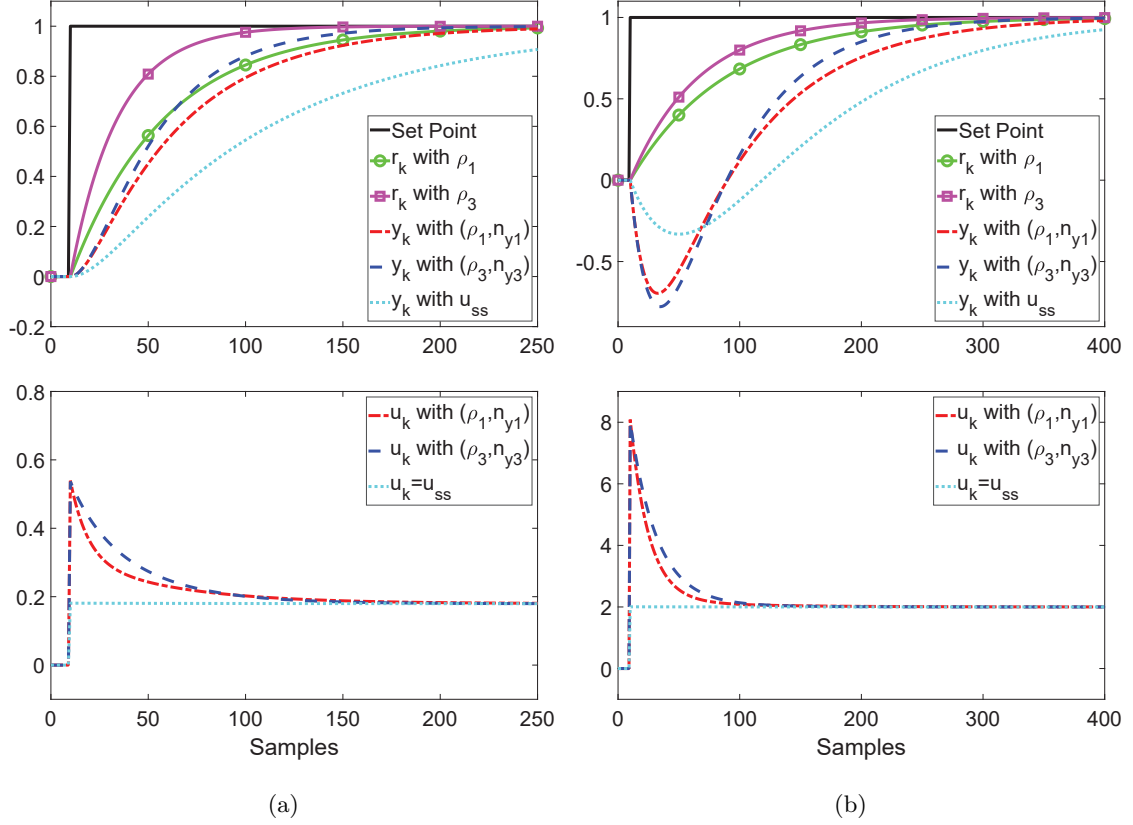 1
0.8
0.6
0.4
0.2
0
-0.2
0 50 100 150 200 250
Set Point
r_k with ρ_1
r_k with ρ_3
y_k with (ρ_1,n_y1)
y_k with (ρ_3,n_y3)
y_k with u_ss
1
0.5
0
-0.5
0 100 200 300 400
Set Point
r_k with ρ_1
r_k with ρ_3
y_k with (ρ_1,n_y1)
y_k with (ρ_3,n_y3)
y_k with u_ss
0.8
0.6
0.4
0.2
0
0 50 100 150 200 250
Samples
u_k with (ρ_1,n_y1)
u_k with (ρ_3,n_y3)
u_k=u_ss
8
6
4
2
0
0 100 200 300 400
Samples
u_k with (ρ_1,n_y1)
u_k with (ρ_3,n_y3)
u_k=u_ss
(a)
(b)